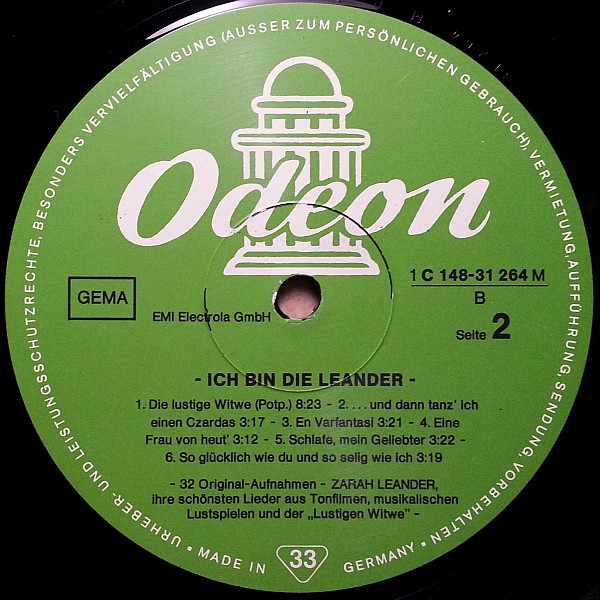 URHEBER- UND LEISTUNGSSCHUTZRECHTE, BESONDERS VERVIELFÄLTIGUNG (AUSSER ZUM PERSÖNLICHEN GEBRAUCH), VERMIETUNG, AUFFÜHRUNG, SENDUNG, VORBEHALTEN
Odeon
GEMA
EMI Electrola GmbH
1 C 148-31 264 M
B
Seite 2
- ICH BIN DIE LEANDER -
1. Die lustige Witwe (Potp.) 8:23 - 2. ... und dann tanz' ich
einen Czardas 3:17 - 3. En Varfantasi 3:21 - 4. Eine
Frau von heut' 3:12 - 5. Schlafe, mein Geliebter 3:22 -
6. So glücklich wie du und so selig wie ich 3:19
- 32 Original-Aufnahmen - ZARAH LEANDER,
ihre schönsten Lieder aus Tonfilmen, musikalischen
Lustspielen und der „Lustigen Witwe" -
• MADE IN 33 GERMANY •